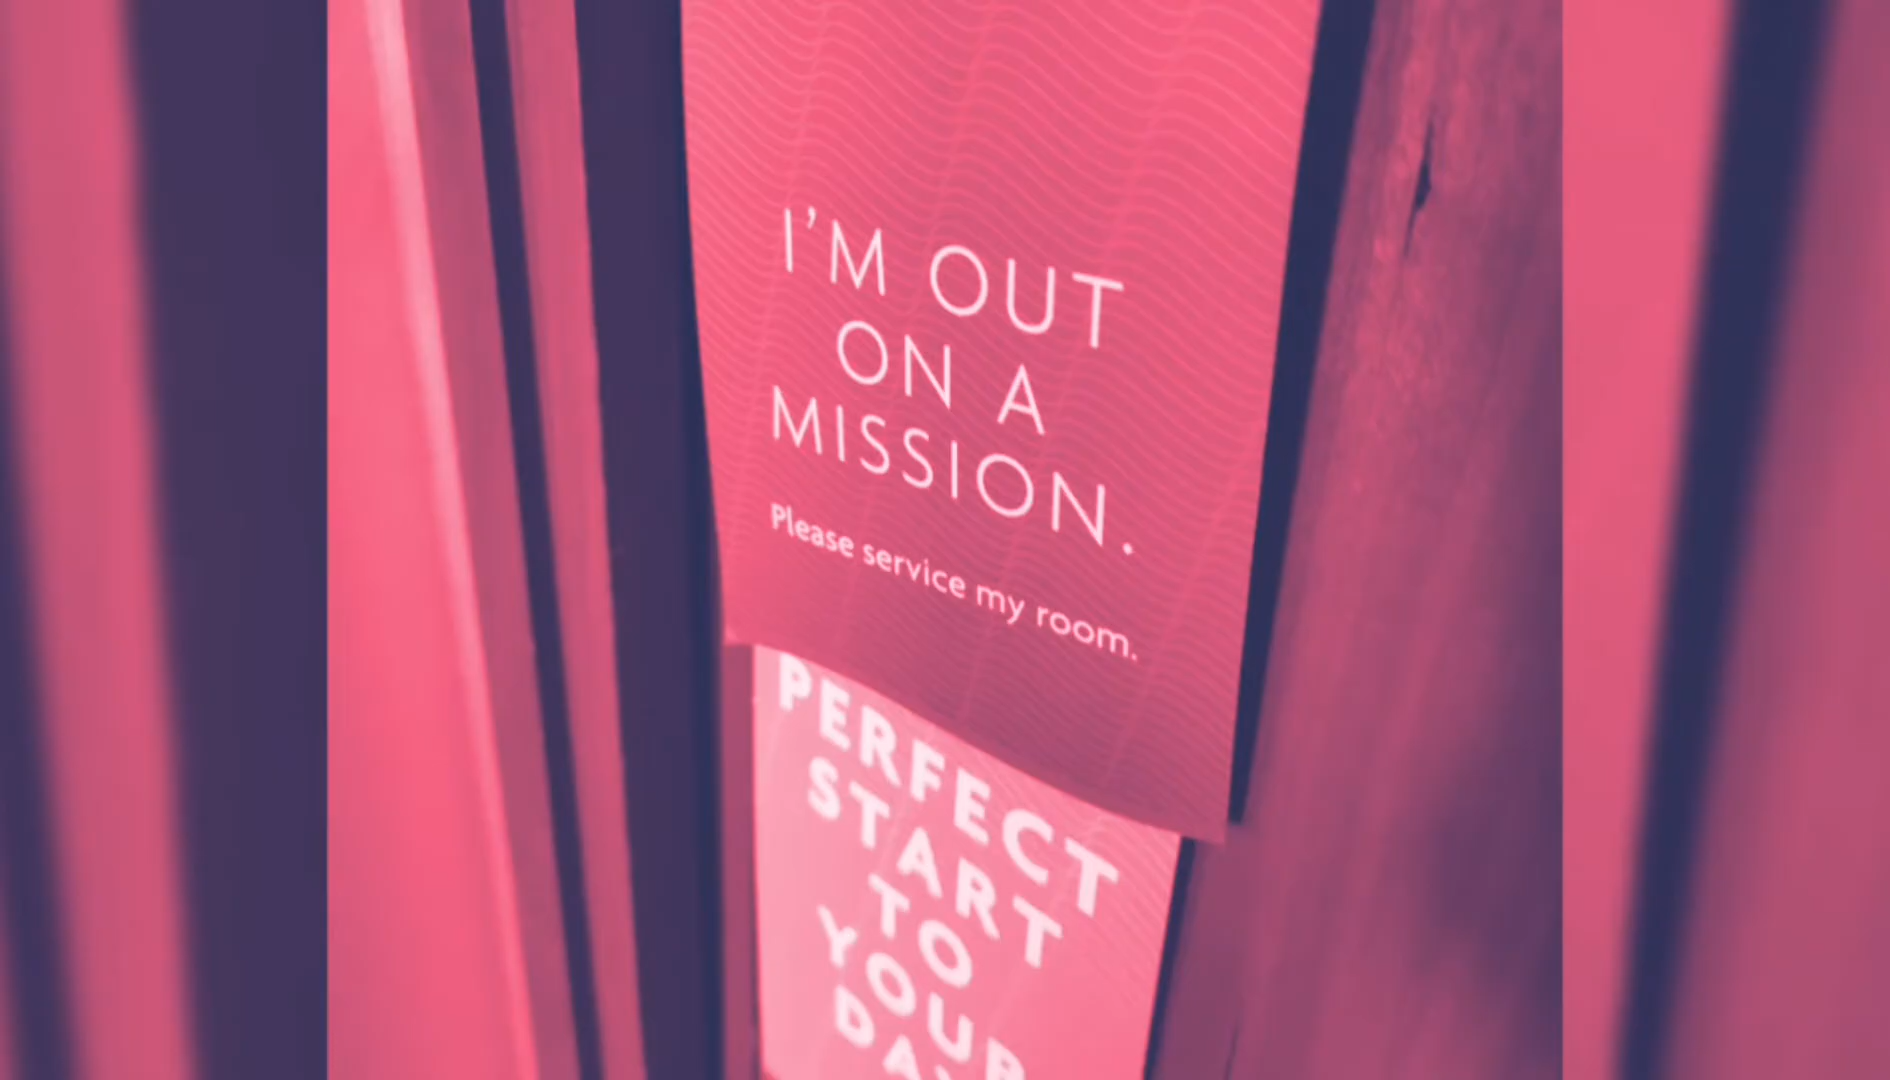 I'M OUT
ON A
MISSION.
Please service my room.
PERFECT
START
TO
YOUR